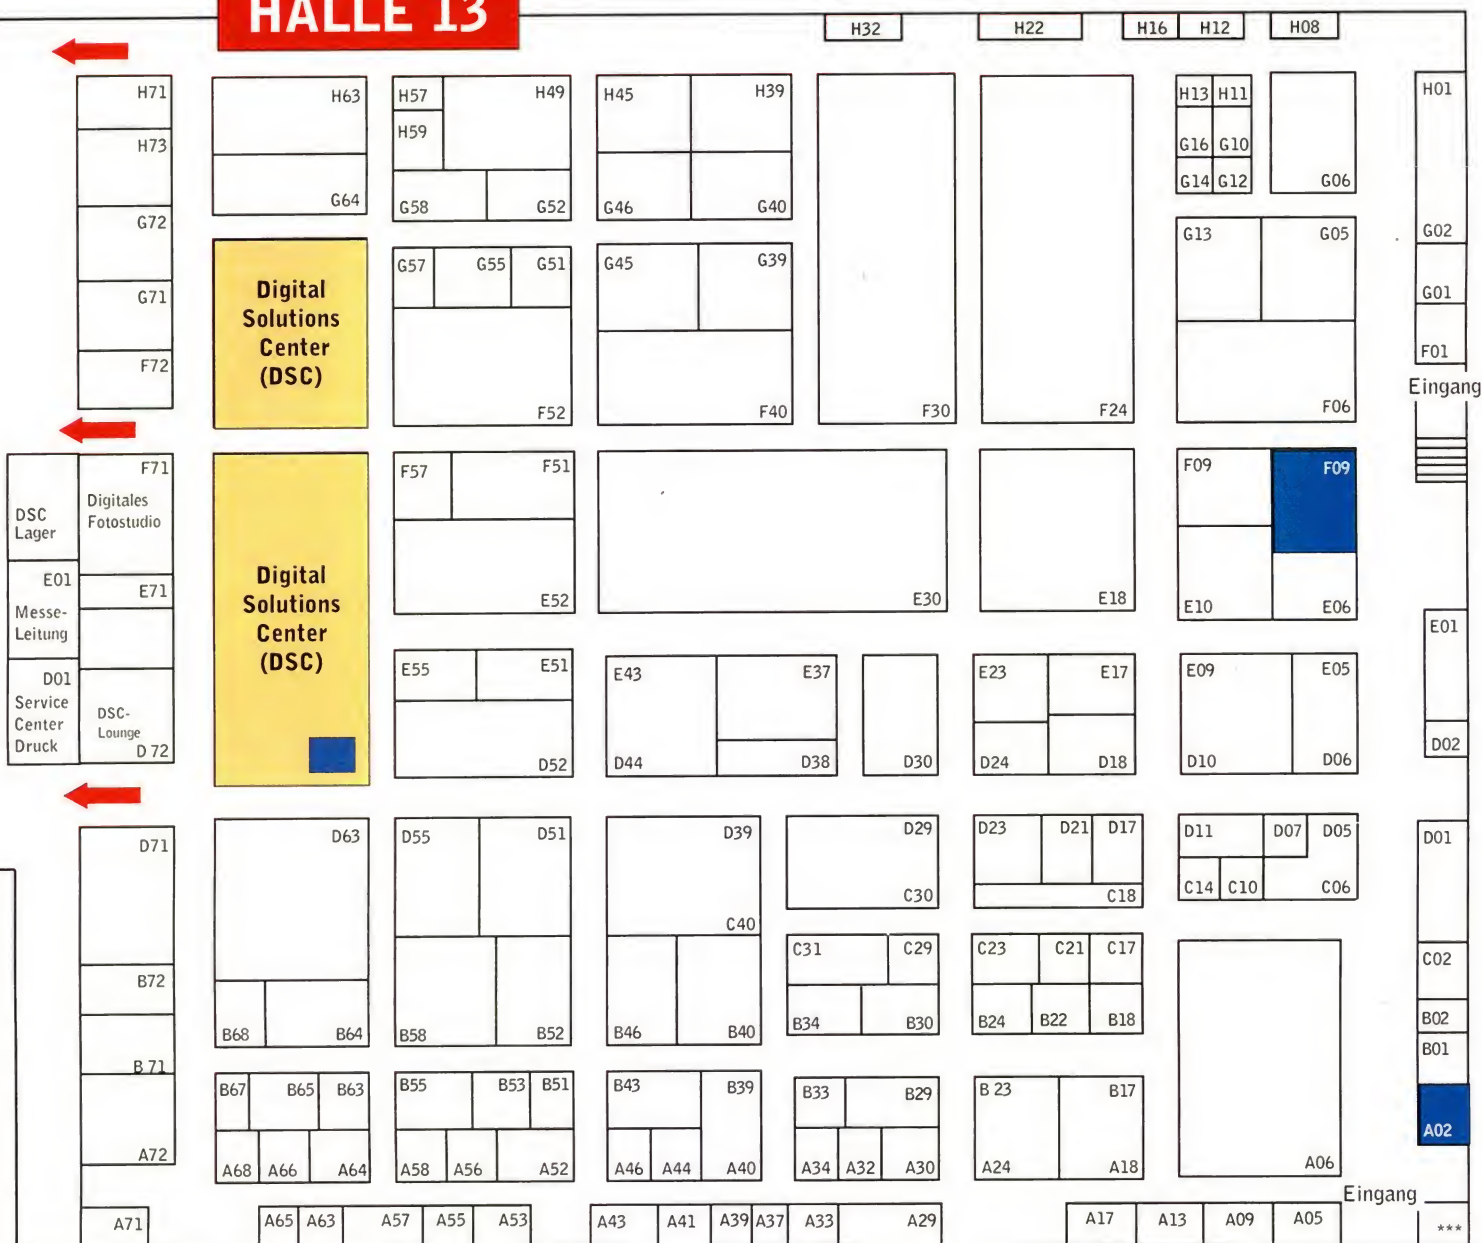 HALLE 13
H32 H22 H16 H12 H08
H71 H63 H57 H49 H45 H39 H13 H11 H01
H59
H73 G16 G10
G64 G58 G52 G46 G40 G14 G12 G06
G72 G13 G05 G02
G57 G55 G51 G45 G39
Digital
Solutions
Center
(DSC)
G71 G01
F72 F01
Eingang
F52 F40 F30 F24 F06
F71 F57 F51 F09 F09
Digitales
Fotostudio
DSC
Lager
E01 E71
Digital
Solutions
Center
(DSC)
E52 E30 E18 E10 E06
Messe-
Leitung
E01
D01 E55 E51 E43 E37 E23 E17 E09 E05
Service
Center
Druck
DSC-
Lounge
D 72
D02
D52 D44 D38 D30 D24 D18 D10 D06
D71 D63 D55 D51 D39 D29 D23 D21 D17 D11 D07 D05 D01
C40 C30 C18 C14 C10 C06
C31 C29 C23 C21 C17 C02
B72
B68 B64 B58 B52 B46 B40 B34 B30 B24 B22 B18 B02
B01
B 71
B67 B65 B63 B55 B53 B51 B43 B39 B33 B29 B 23 B17
A02
A72
A68 A66 A64 A58 A56 A52 A46 A44 A40 A34 A32 A30 A24 A18 A06
Eingang
A71 A65 A63 A57 A55 A53 A43 A41 A39 A37 A33 A29 A17 A13 A09 A05
***